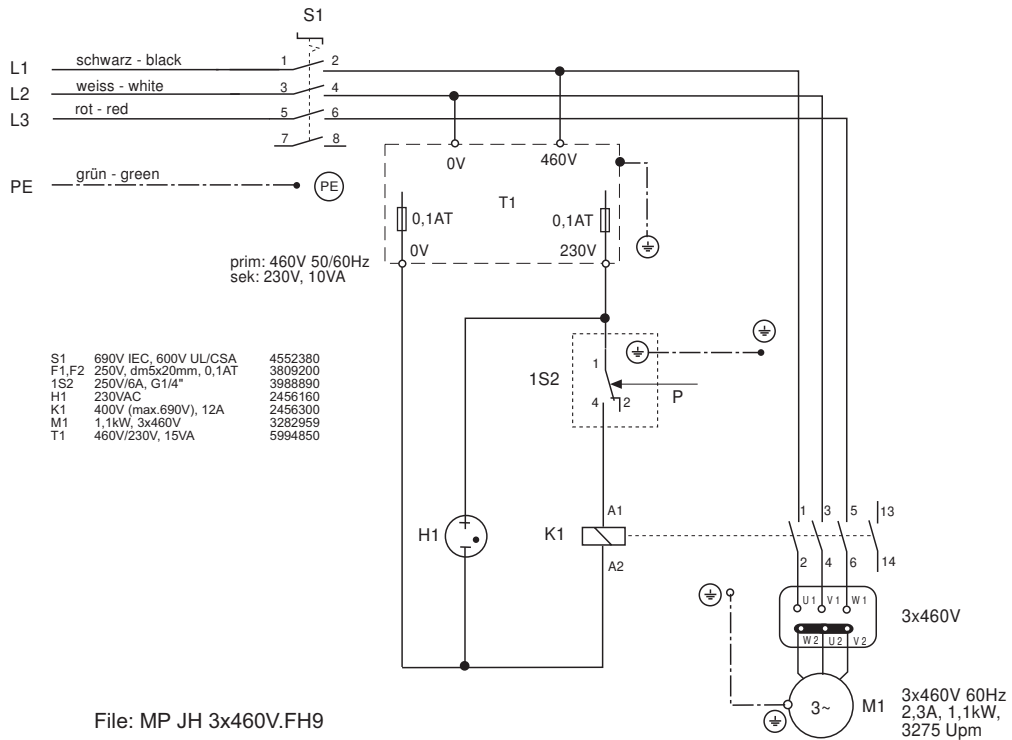 S1
L1 schwarz - black 1 2
L2 weiss - white 3 4
L3 rot - red 5 6
7 8
0V 460V
PE grün - green PE
T1
0,1AT 0,1AT
0V 230V
prim: 460V 50/60Hz
sek: 230V, 10VA
S1 690V IEC, 600V UL/CSA 4552380
F1,F2 250V, dm5x20mm, 0,1AT 3809200
1S2 250V/6A, G1/4" 3988890
H1 230VAC 2456160
K1 400V (max.690V), 12A 2456300
M1 1,1kW, 3x460V 3282959
T1 460V/230V, 15VA 5994850
1
1S2
4 2
P
A1 1 3 5 13
H1 K1
A2 2 4 6 14
U1 V1 W1
3x460V
W2 U2 V2
3~ M1
3x460V 60Hz
2,3A, 1,1kW,
3275 Upm
File: MP JH 3x460V.FH9